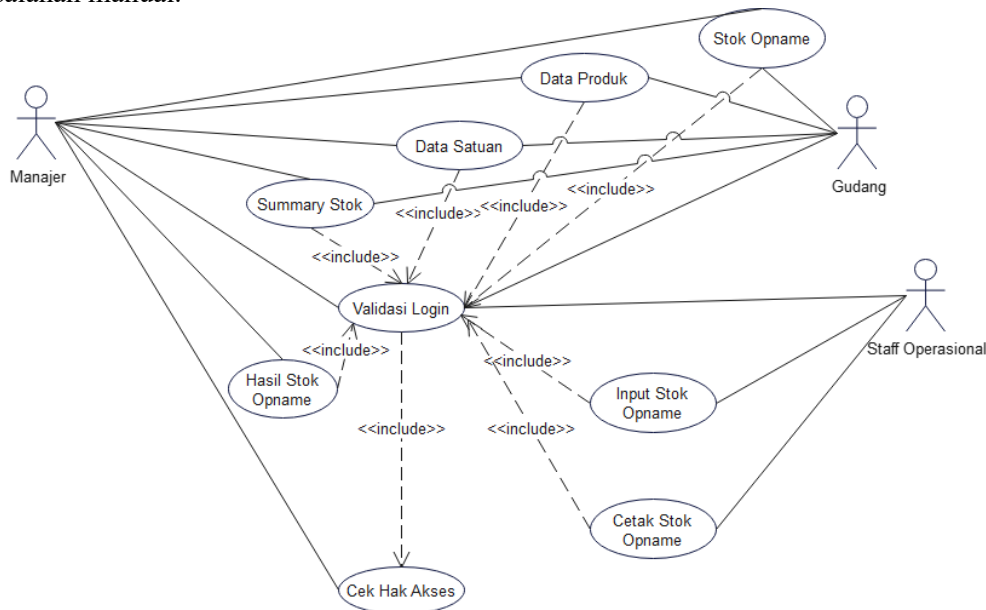 Stok Opname
Data Produk
Data Satuan
Manajer
Gudang
<<include>>
Summary Stok
<<include>>
<<include>>
<<include>>
Validasi Login
Staff Operasional
<<include>>
<<include>>
Hasil Stok
Opname
Input Stok
Opname
<<include>>
<<include>>
Cetak Stok
Opname
Cek Hak Akses